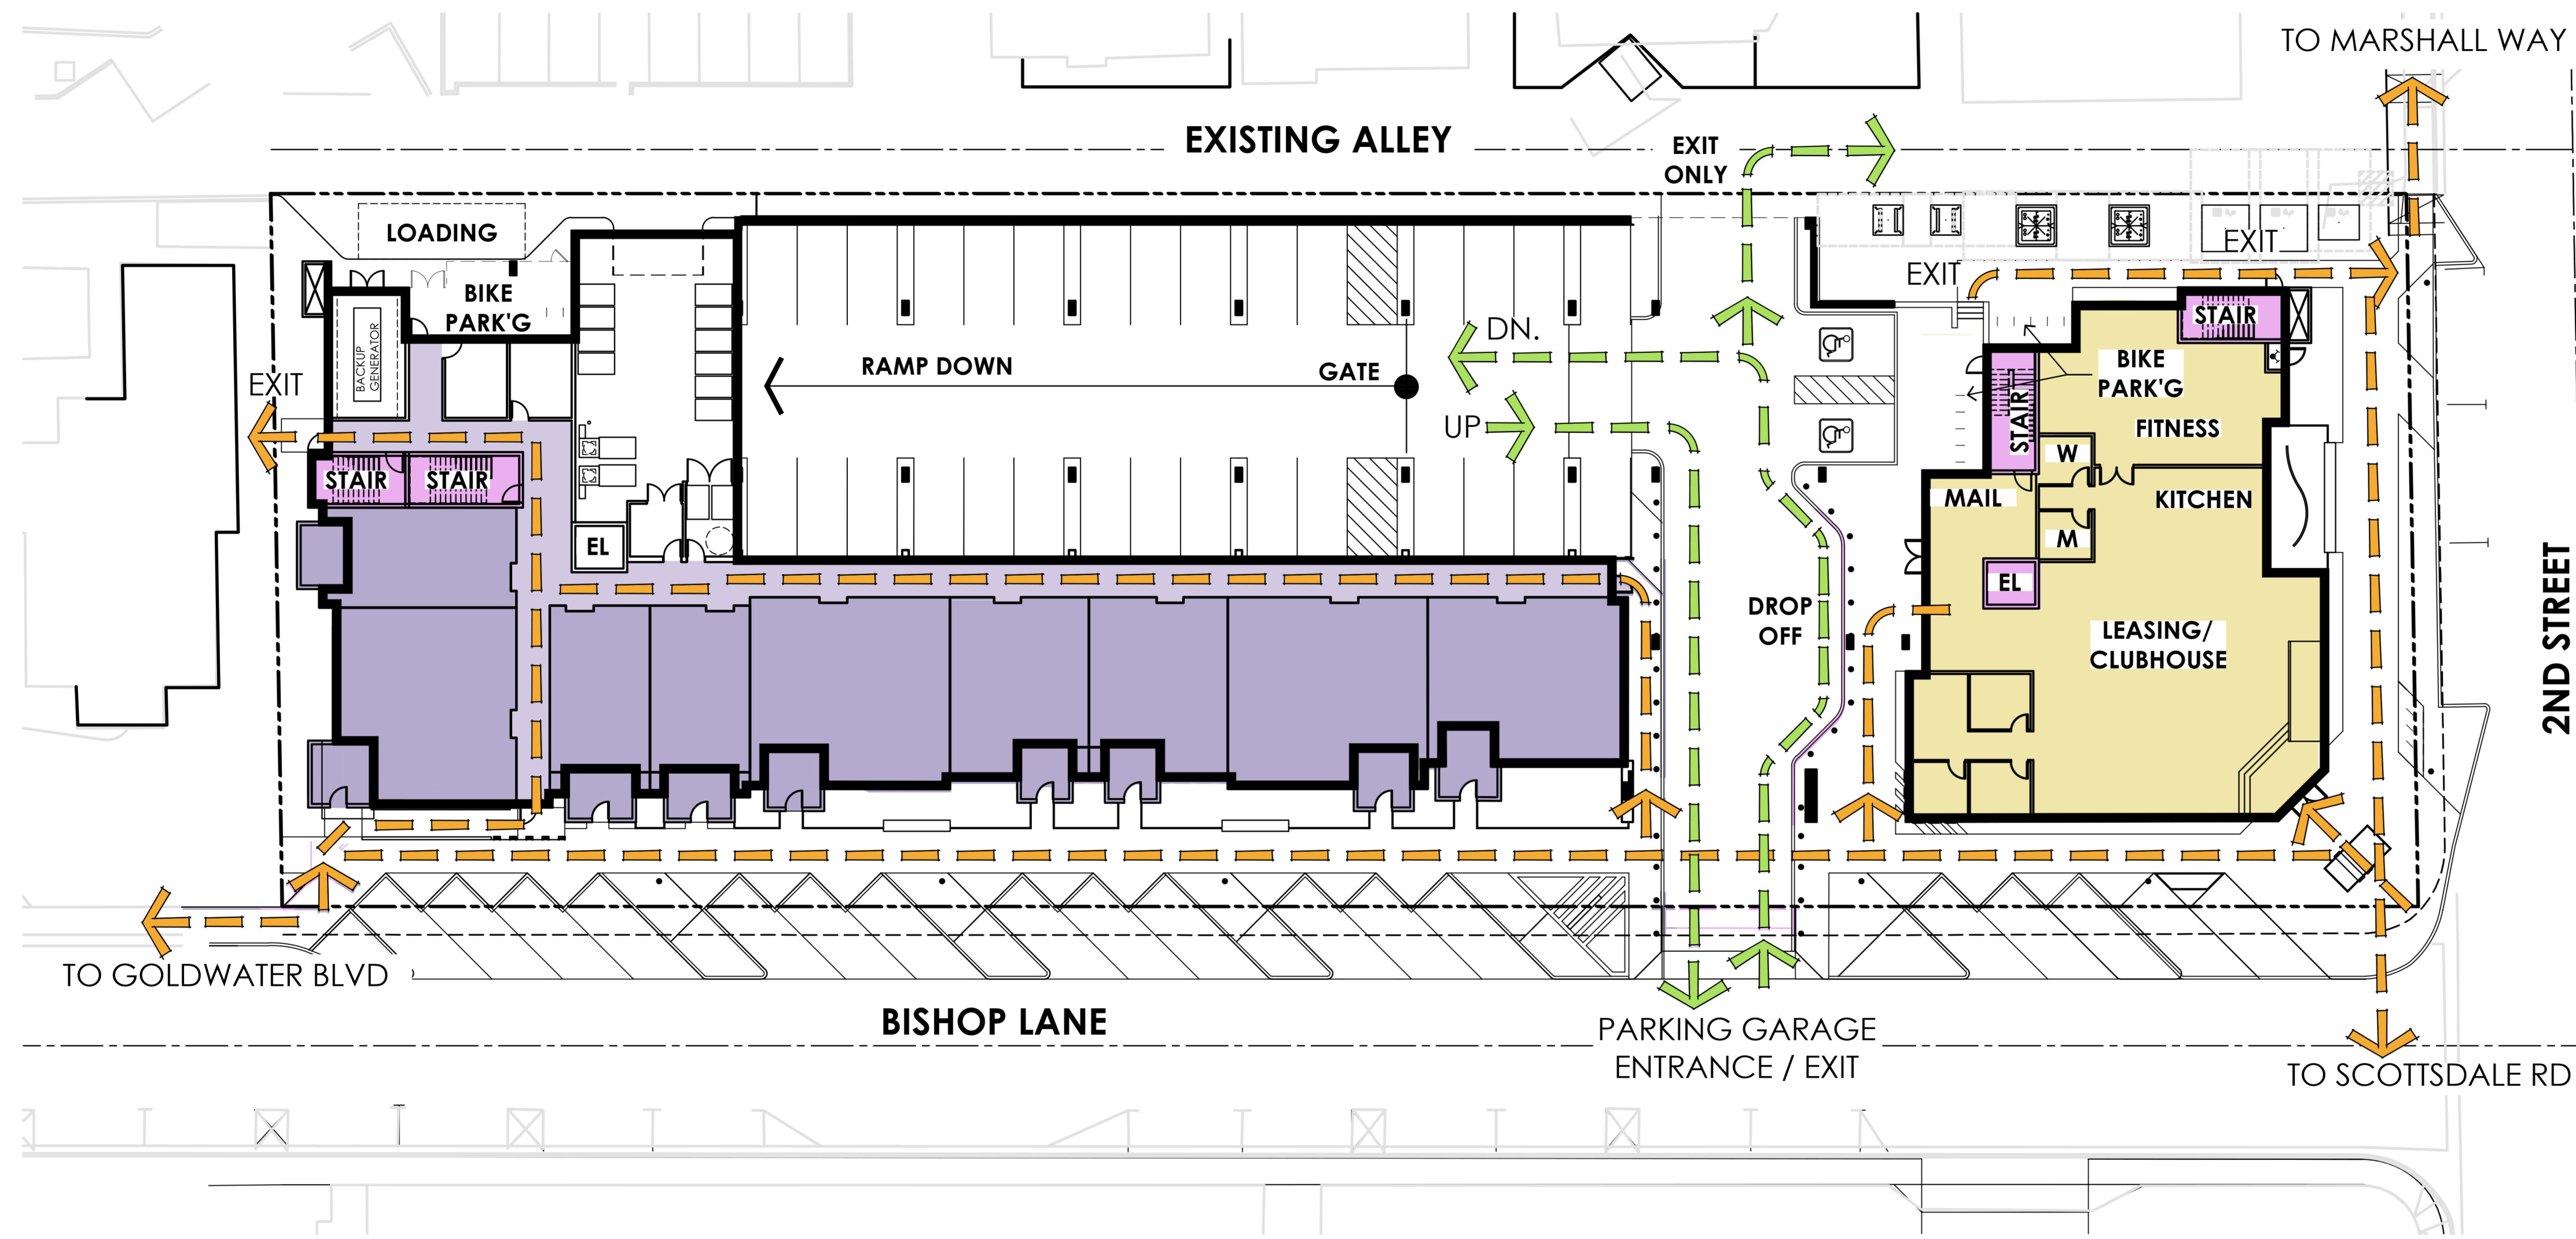 TO MARSHALL WAY
EXISTING ALLEY
EXIT
ONLY
LOADING
EXIT
EXIT
BIKE
PARK'G
STAIR
BACKUP
GENERATOR
DN.
RAMP DOWN
GATE
BIKE
PARK'G
EXIT
UP
STAIR
FITNESS
W
STAIR
STAIR
MAIL
KITCHEN
M
EL
EL
DROP
OFF
LEASING/
CLUBHOUSE
2ND STREET
TO GOLDWATER BLVD
BISHOP LANE
PARKING GARAGE
ENTRANCE / EXIT
TO SCOTTSDALE RD